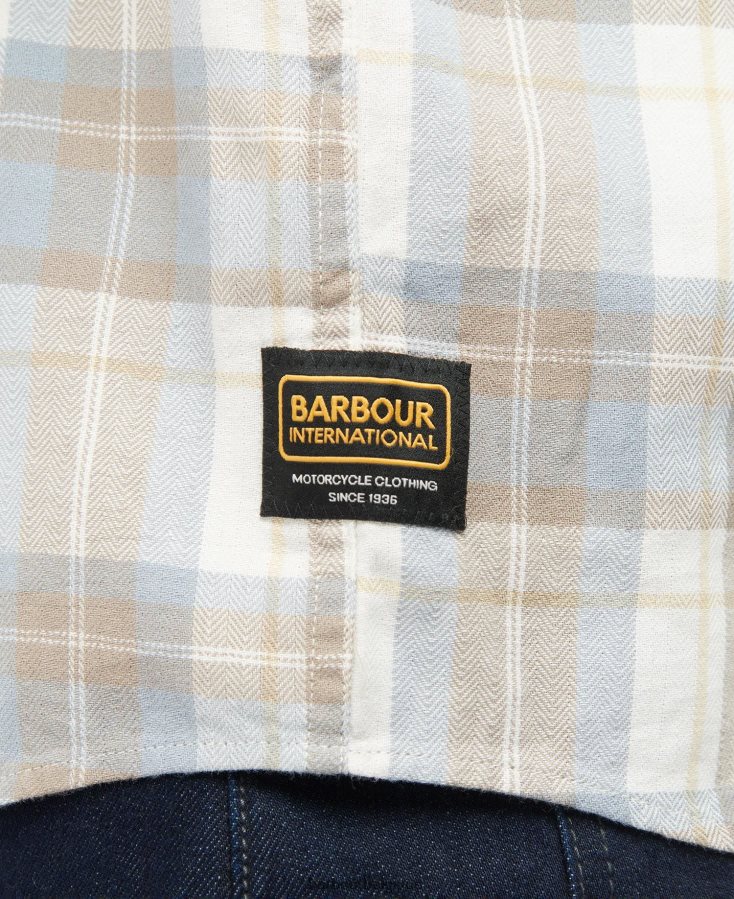 BARBOUR
INTERNATIONAL
MOTORCYCLE CLOTHING
SINCE 1936